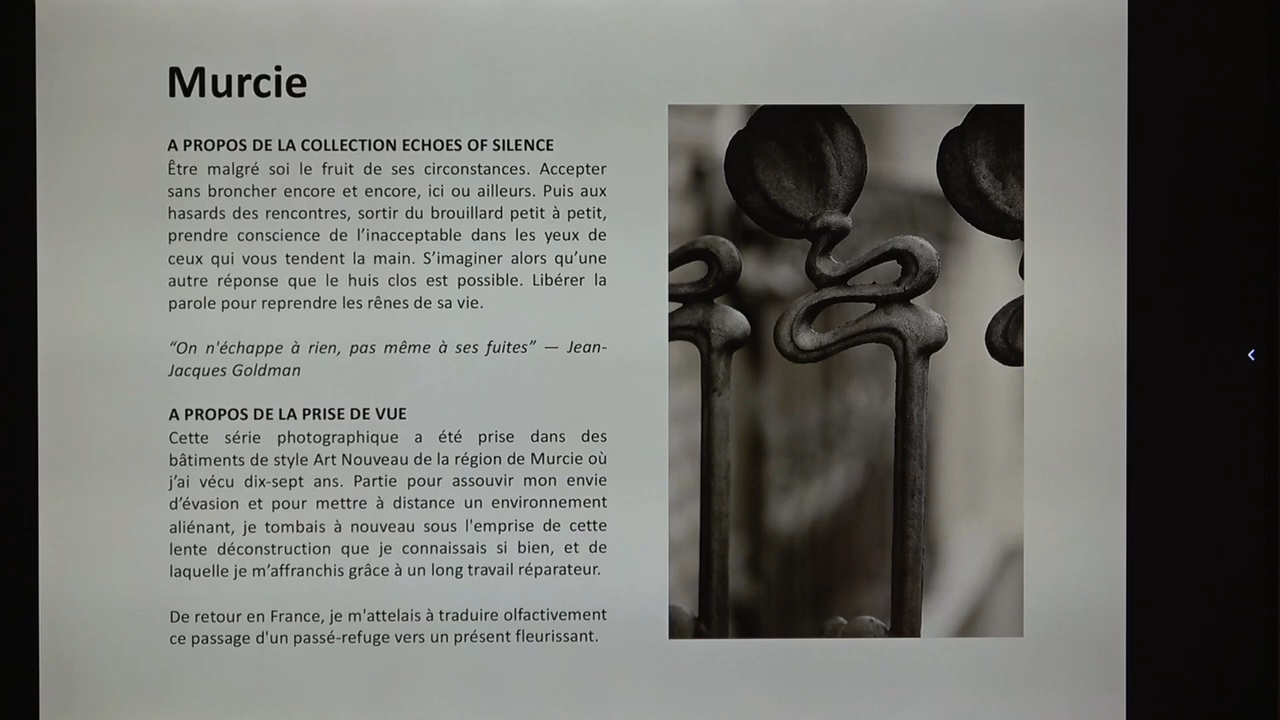 Murcie
A PROPOS DE LA COLLECTION ECHOES OF SILENCE
Être malgré soi le fruit de ses circonstances. Accepter
sans broncher encore et encore, ici ou ailleurs. Puis aux
hasards des rencontres, sortir du brouillard petit à petit,
prendre conscience de l’inacceptable dans les yeux de
ceux qui vous tendent la main. S’imaginer alors qu’une
autre réponse que le huis clos est possible. Libérer la
parole pour reprendre les rênes de sa vie.
“On n'échappe à rien, pas même à ses fuites” — Jean-
Jacques Goldman
A PROPOS DE LA PRISE DE VUE
Cette série photographique a été prise dans des
bâtiments de style Art Nouveau de la région de Murcie où
j’ai vécu dix-sept ans. Partie pour assouvir mon envie
d’évasion et pour mettre à distance un environnement
aliénant, je tombais à nouveau sous l'emprise de cette
lente déconstruction que je connaissais si bien, et de
laquelle je m’affranchis grâce à un long travail réparateur.
De retour en France, je m'attelais à traduire olfactivement
ce passage d'un passé-refuge vers un présent fleurissant.